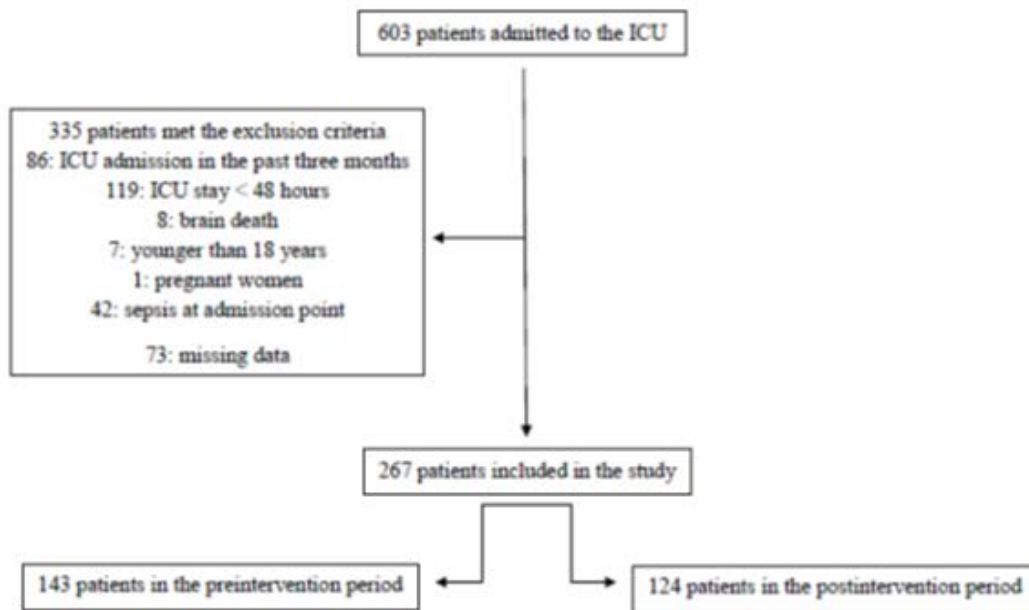 603 patients admitted to the ICU
335 patients met the exclusion criteria
86: ICU admission in the past three months
119: ICU stay < 48 hours
8: brain death
7: younger than 18 years
1: pregnant women
42: sepsis at admission point
73: missing data
267 patients included in the study
143 patients in the preintervention period
124 patients in the postintervention period